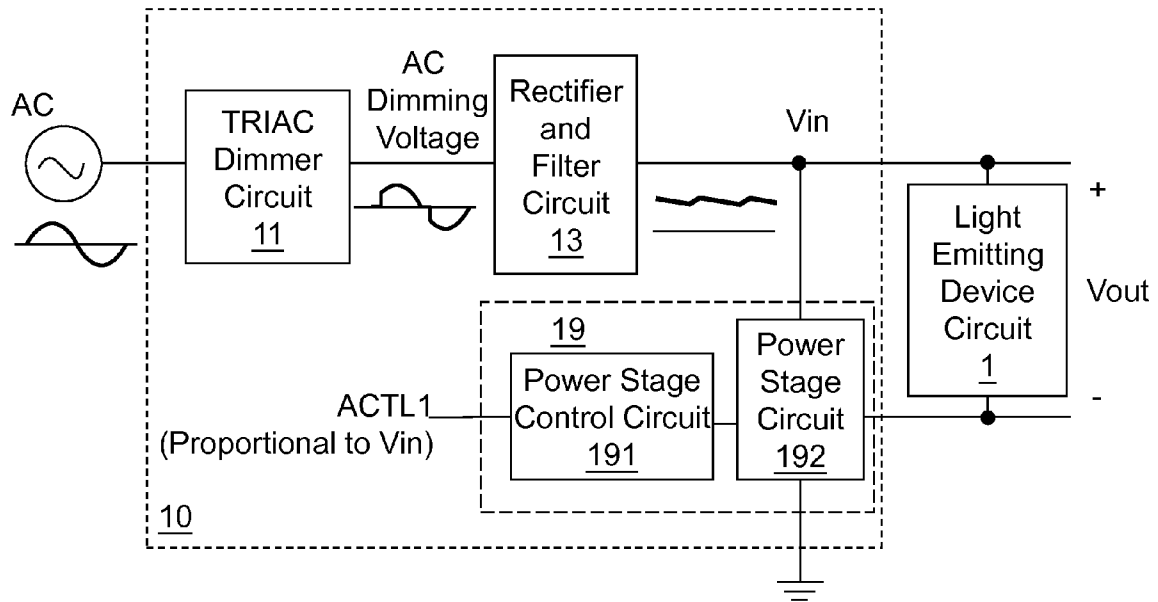 AC
TRIAC
Dimmer
Circuit
11
AC
Dimming
Voltage
Rectifier
and
Filter
Circuit
13
Vin
+
Light
Emitting
Device
Circuit
1
Vout
-
19
Power Stage
Control Circuit
191
Power
Stage
Circuit
192
ACTL1
(Proportional to Vin)
10